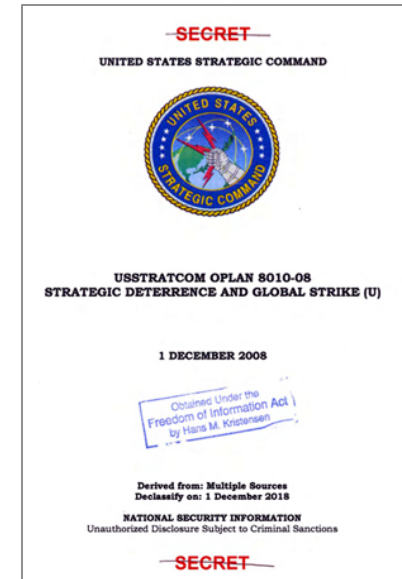 SECRET
UNITED STATES STRATEGIC COMMAND
UNITED STATES
STRATEGIC COMMAND
USSTRATCOM OPLAN 8010-08
STRATEGIC DETERRENCE AND GLOBAL STRIKE (U)
1 DECEMBER 2008
Obtained Under the
Freedom of Information Act
by Hans M. Kristensen
Derived from: Multiple Sources
Declassify on: 1 December 2018
NATIONAL SECURITY INFORMATION
Unauthorized Disclosure Subject to Criminal Sanctions
SECRET